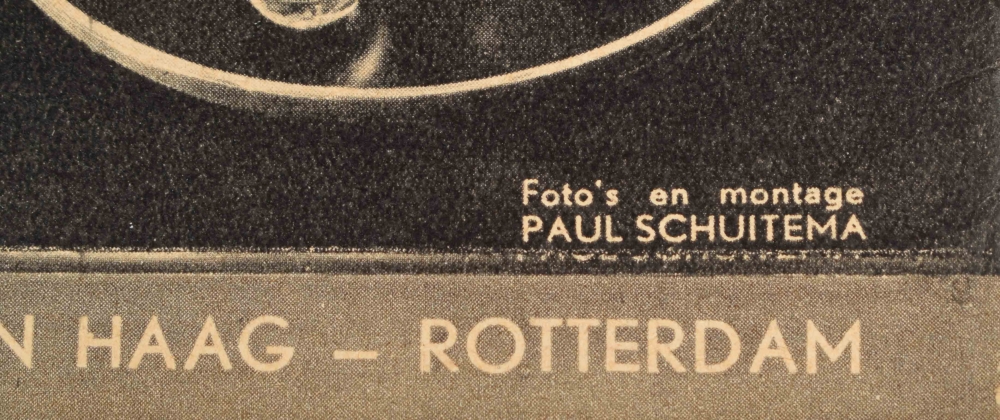 Foto's en montage
PAUL SCHUITEMA
N HAAG – ROTTERDAM